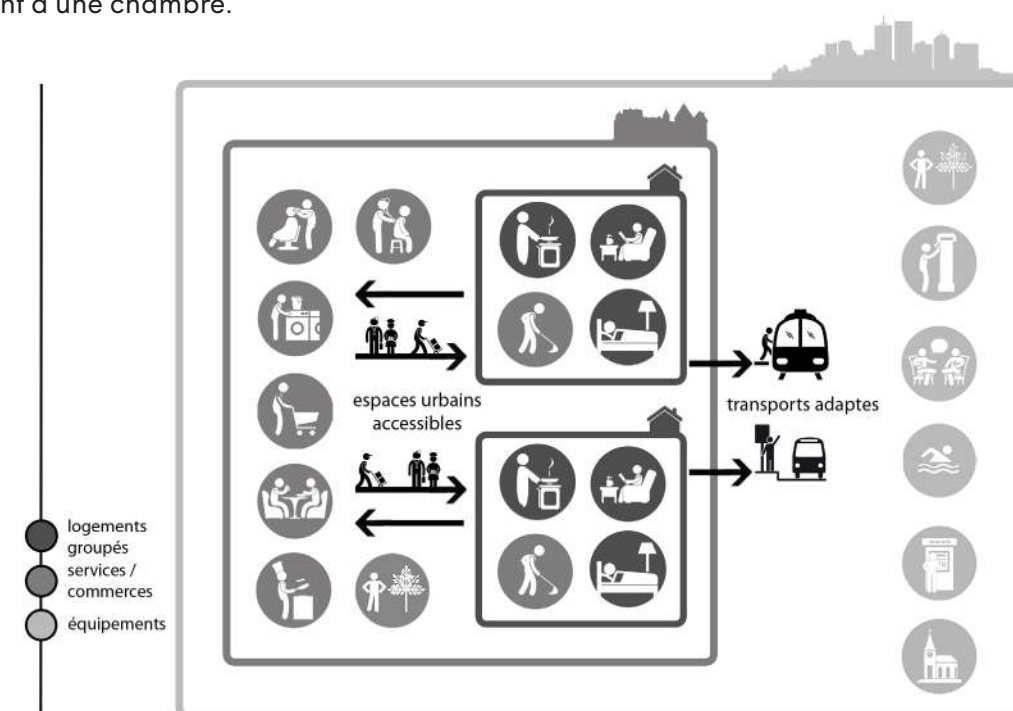 nt d'une chambre.
espaces urbains
accessibles
transports adaptes
logements
groupés
services /
commerces
équipements